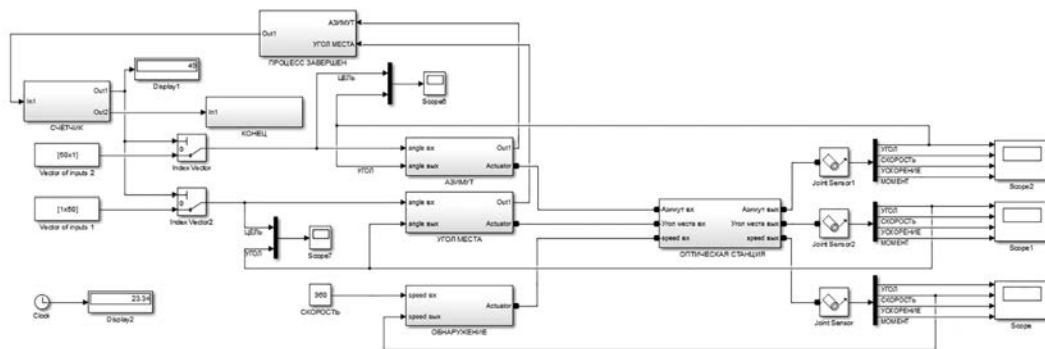 АЗИМУТ
Out1
УГОЛ МЕСТА
ПРОЦЕСС ЗАВЕРШЕН
45
Display1
ЦЕЛЬ
Scope6
In1
Out1
Out2
СЧЕТЧИК
In1
КОНЕЦ
[60x1]
Vector of inputs 2
0
Index Vector
angle вх
Out1
angle вых
Actuator
УГОЛ
АЗИМУТ
[1x60]
Vector of inputs 1
0
Index Vector2
angle вх
Out1
angle вых
Actuator
УГОЛ МЕСТА
ЦЕЛЬ
УГОЛ
Scope7
Азимут вх
Азимут вых
Угол места вх
Угол места вых
speed вх
speed вых
ОПТИЧЕСКАЯ СТАНЦИЯ
Joint Sensor1
УГОЛ
СКОРОСТЬ
УСКОРЕНИЕ
МОМЕНТ
Scope2
Joint Sensor2
УГОЛ
СКОРОСТЬ
УСКОРЕНИЕ
МОМЕНТ
Scope1
Clock
23.34
Display2
360
СКОРОСТЬ
speed вх
speed вых
Actuator
ОБНАРУЖЕНИЕ
Joint Sensor
УГОЛ
СКОРОСТЬ
УСКОРЕНИЕ
МОМЕНТ
Scope